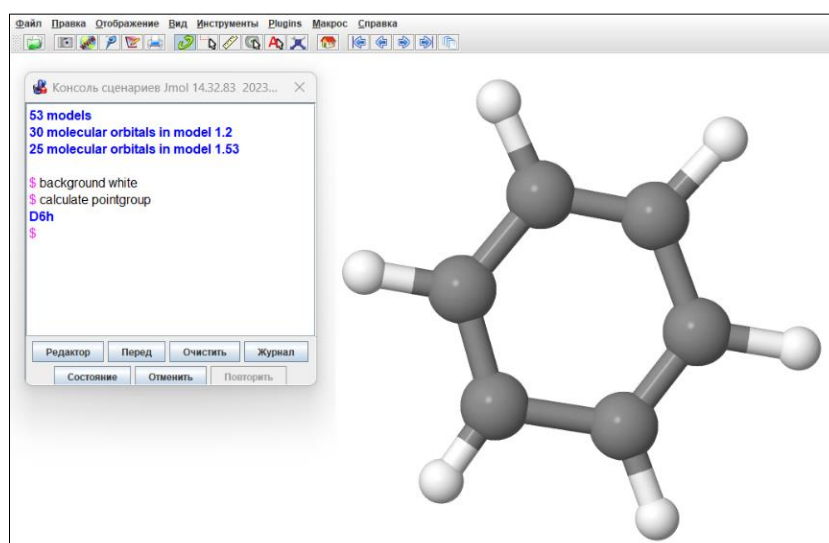 Файл Правка Отображение Вид Инструменты Plugins Макрос Справка
Консоль сценариев Jmol 14.32.83 2023...
53 models
30 molecular orbitals in model 1.2
25 molecular orbitals in model 1.53
$ background white
$ calculate pointgroup
D6h
$
Редактор Перед Очистить Журнал
Состояние Отменить Повторить